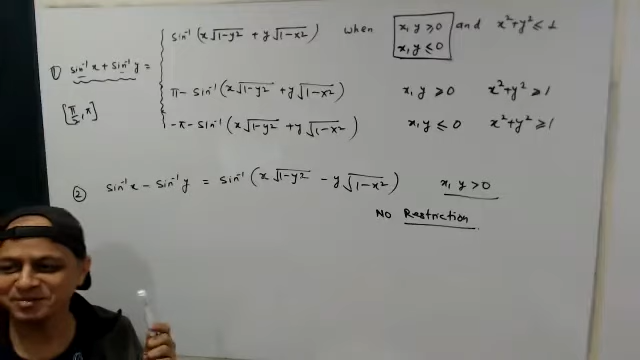 sin⁻¹(x√(1-y²) + y√(1-x²)) when x, y ≥ 0 and x²+y² ≤ 1
x, y ≤ 0
1) sin⁻¹x + sin⁻¹y =
π - sin⁻¹(x√(1-y²) + y√(1-x²)) x, y ≥ 0 x²+y² ≥ 1
[π/2, π]
-π - sin⁻¹(x√(1-y²) + y√(1-x²)) x, y ≤ 0 x²+y² ≥ 1
2 sin⁻¹x - sin⁻¹y = sin⁻¹(x√(1-y²) - y√(1-x²)) x, y > 0
NO Restriction